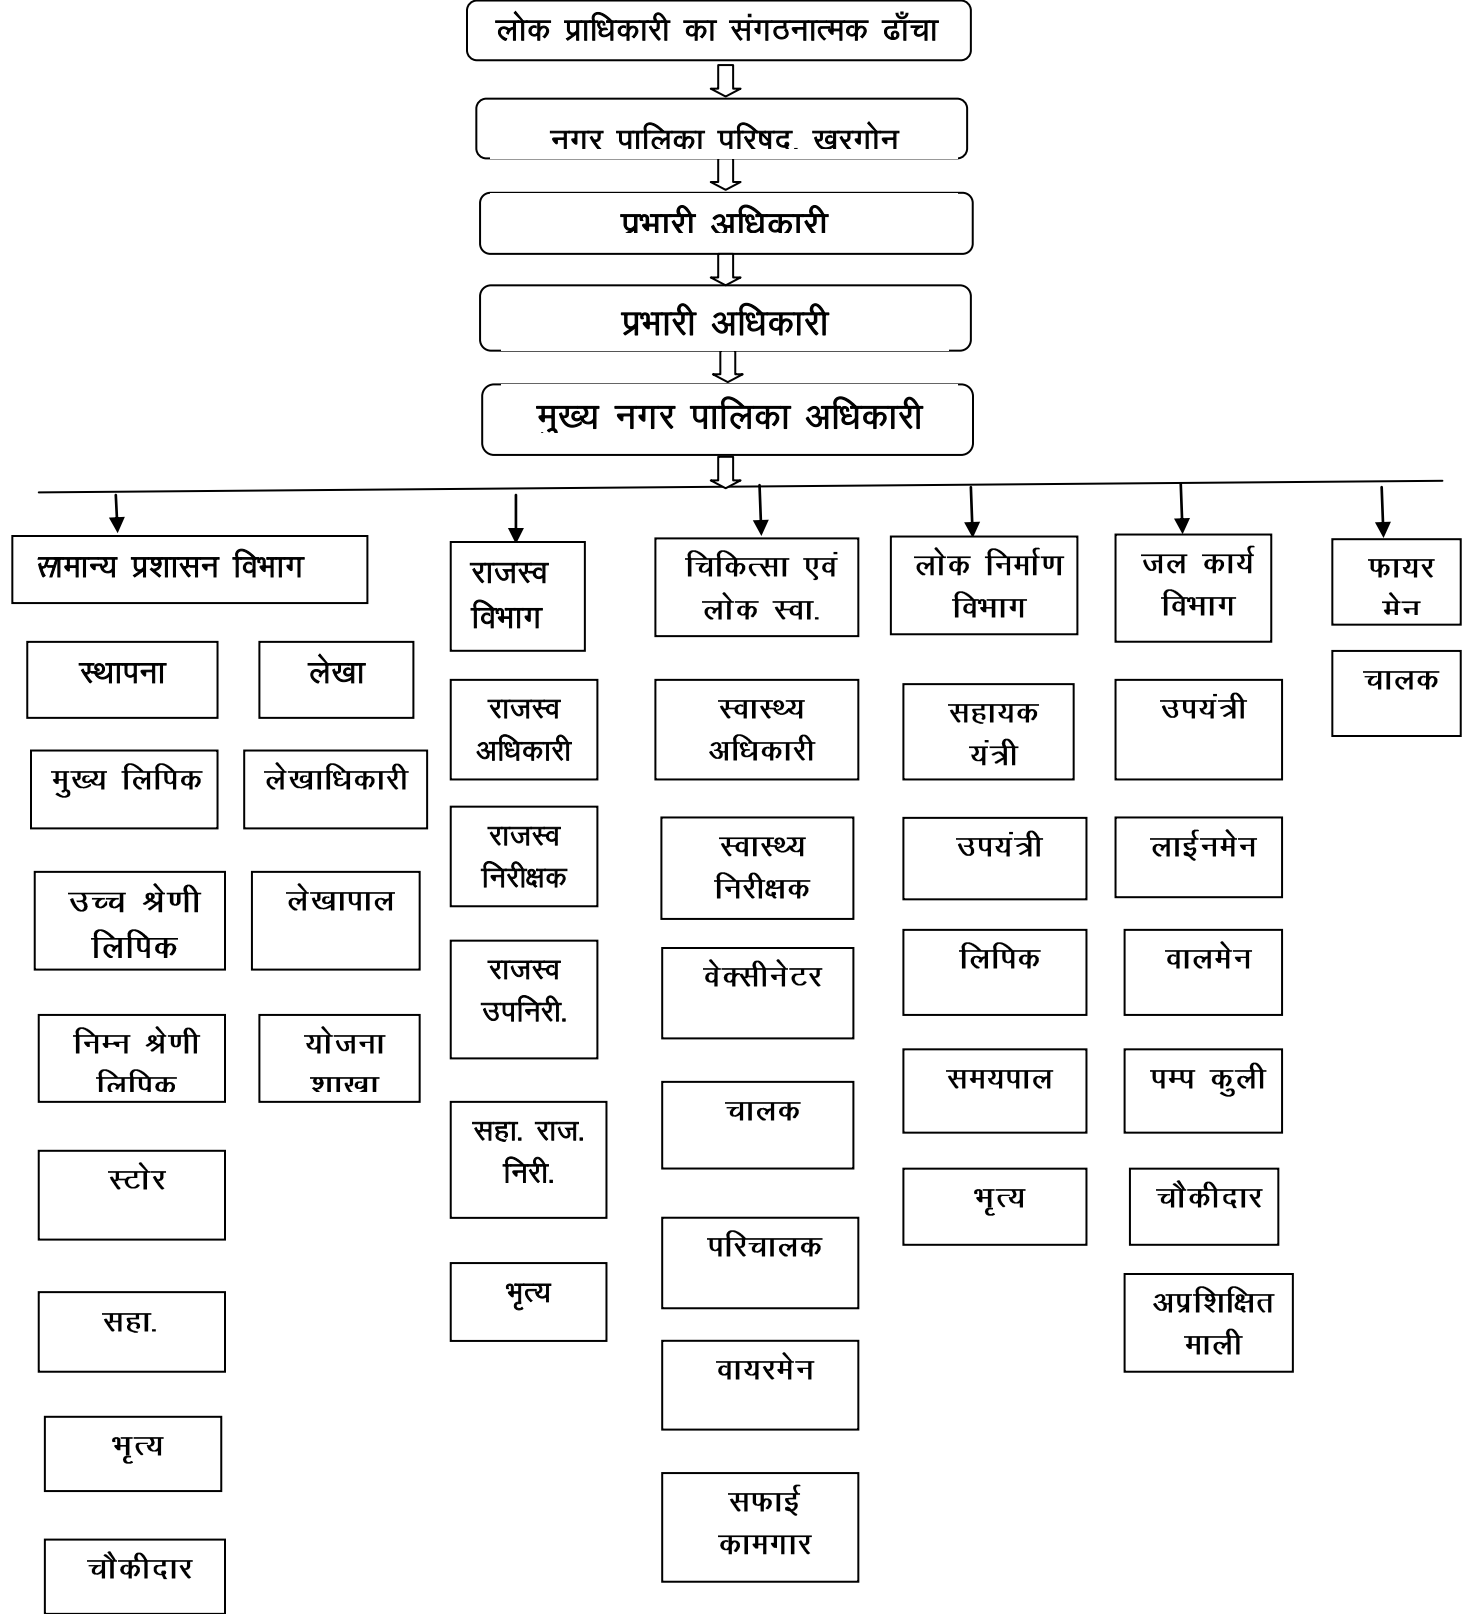 लोक प्राधिकारी का संगठनात्मक ढाँचा
नगर पालिका परिषद, खरगोन
प्रभारी अधिकारी
प्रभारी अधिकारी
मुख्य नगर पालिका अधिकारी
सामान्य प्रशासन विभाग
स्थापना
मुख्य लिपिक
उच्च श्रेणी
लिपिक
निम्न श्रेणी
लिपिक
स्टोर
सहा.
भृत्य
चौकीदार
लेखा
लेखाधिकारी
लेखापाल
योजना
शाखा
राजस्व
विभाग
राजस्व
अधिकारी
राजस्व
निरीक्षक
राजस्व
उपनिरी.
सहा. राज.
निरी.
भृत्य
चिकित्सा एवं
लोक स्वा.
स्वास्थ्य
अधिकारी
स्वास्थ्य
निरीक्षक
वेक्सीनेटर
चालक
परिचालक
वायरमेन
सफाई
कामगार
लोक निर्माण
विभाग
सहायक
यंत्री
उपयंत्री
लिपिक
समयपाल
भृत्य
जल कार्य
विभाग
उपयंत्री
लाईनमेन
वालमेन
पम्प कुली
चौकीदार
अप्रशिक्षित
माली
फायर
मेन
चालक